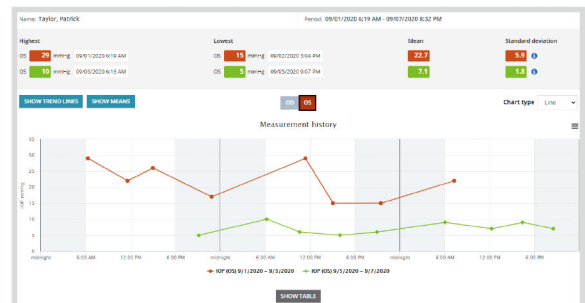 Name: Taylor, Patrick
Period 09/01/2020 6:19 AM - 09/07/2020 8:32 PM
Highest
Lowest
Mean
Standard deviation
OS 29 mmHg 09/01/2020 6:19 AM
OS 15 mmHg 09/02/2020 5:04 PM
22.7
5.9
OS 10 mmHg 09/06/2020 6:13 AM
OS 5 mmHg 09/05/2020 9:07 PM
7.1
1.8
SHOW TREND LINES
SHOW MEANS
OD
OS
Chart type
Line
Measurement history
35
30
25
20
15
10
5
0
IOP mmHg
midnight
6:00 AM
12:00 PM
6:00 PM
midnight
6:00 AM
12:00 PM
6:00 PM
midnight
6:00 AM
12:00 PM
6:00 PM
IOP (OS) 9/1/2020 – 9/3/2020
IOP (OS) 9/5/2020 – 9/7/2020
SHOW TABLE